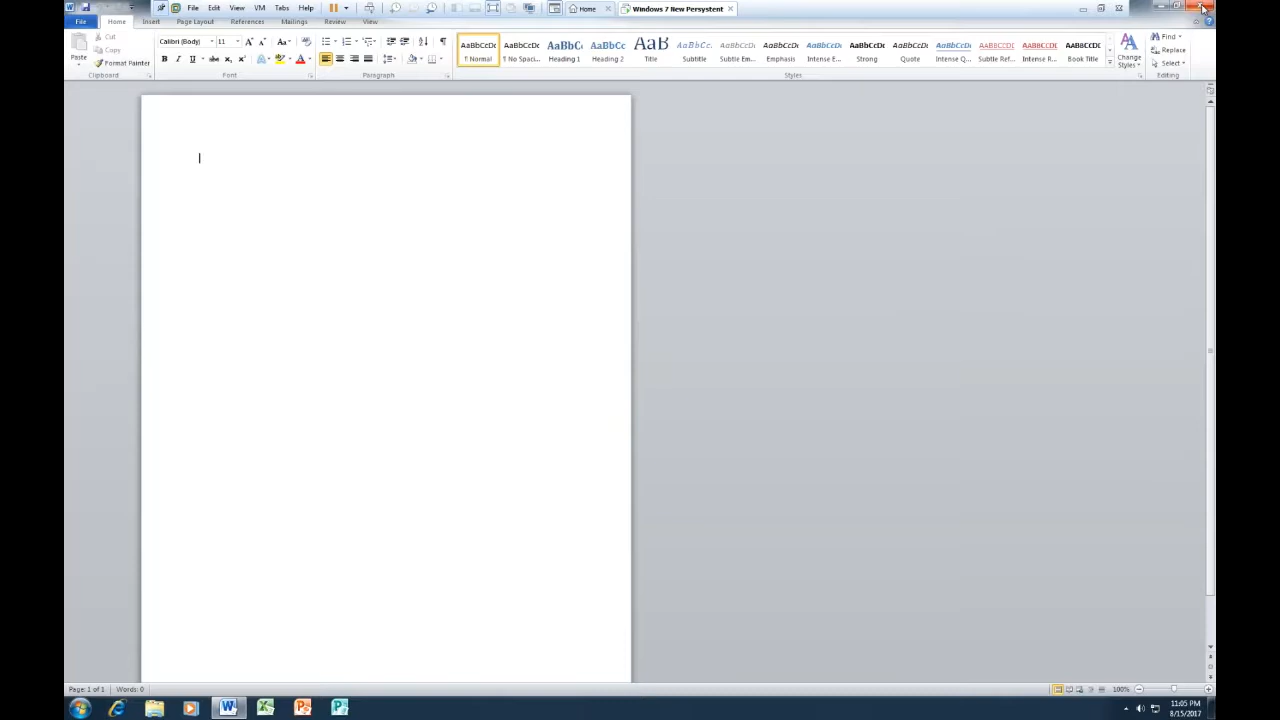 File Edit View VM Tabs Help Home Windows 7 New Persystent
File Home Insert Page Layout References Mailings Review View
Paste Cut Copy Format Painter
Clipboard
Calibri (Body) 11
Font
Paragraph
AaBbCcDc AaBbCcDc AaBbC AaBbCc AaB AaBbCc. AaBbCcDc AaBbCcDc AaBbCcDc AaBbCcDc AaBbCcDc AaBbCcDc AaBbCcDc AaBbCcDc AaBbCcDc
¶ Normal ¶ No Spaci... Heading 1 Heading 2 Title Subtitle Subtle Em... Emphasis Intense E... Strong Quote Intense Q... Subtle Ref... Intense R... Book Title
Styles
Change Styles
Find
Replace
Select
Editing
Page: 1 of 1 Words: 0 100%
11:05 PM
8/15/2017